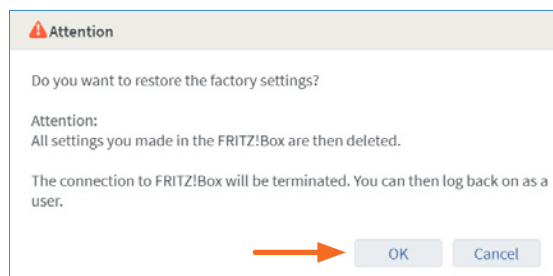 Attention
Do you want to restore the factory settings?
Attention:
All settings you made in the FRITZ!Box are then deleted.
The connection to FRITZ!Box will be terminated. You can then log back on as a
user.
OK
Cancel